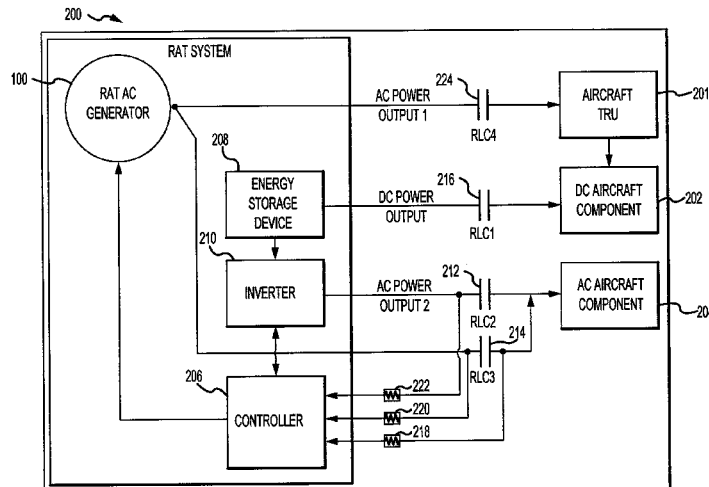 200
RAT SYSTEM
100
RAT AC
GENERATOR
224
AC POWER
OUTPUT 1
RLC4
AIRCRAFT
TRU
201
208
ENERGY
STORAGE
DEVICE
216
DC POWER
OUTPUT
RLC1
DC AIRCRAFT
COMPONENT
202
210
INVERTER
212
AC POWER
OUTPUT 2
RLC2
214
RLC3
AC AIRCRAFT
COMPONENT
206
CONTROLLER
222
220
218